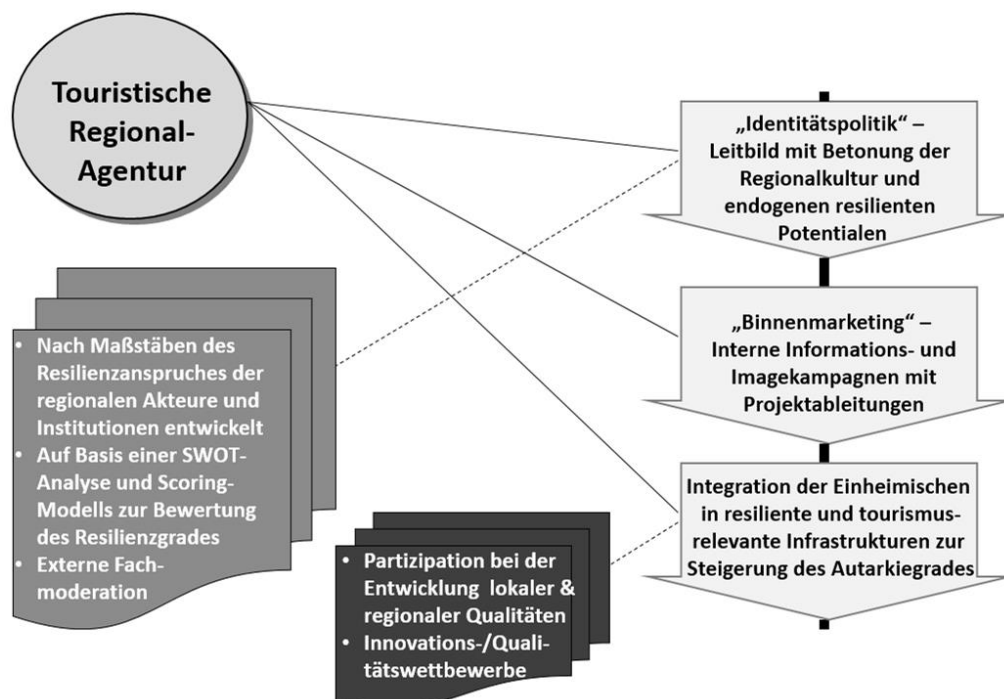 Touristische
Regional-
Agentur
„Identitätspolitik“ –
Leitbild mit Betonung der
Regionalkultur und
endogenen resilienten
Potentialen
„Binnenmarketing“ –
Interne Informations- und
Imagekampagnen mit
Projektableitungen
Integration der Einheimischen
in resiliente und tourismus-
relevante Infrastrukturen zur
Steigerung des Autarkiegrades
• Nach Maßstäben des
Resilienzanspruches der
regionalen Akteure und
Institutionen entwickelt
• Auf Basis einer SWOT-
Analyse und Scoring-
Modells zur Bewertung
des Resilienzgrades
• Externe Fach-
moderation
• Partizipation bei der
Entwicklung lokaler &
regionaler Qualitäten
• Innovations-/Quali-
tätswettbewerbe